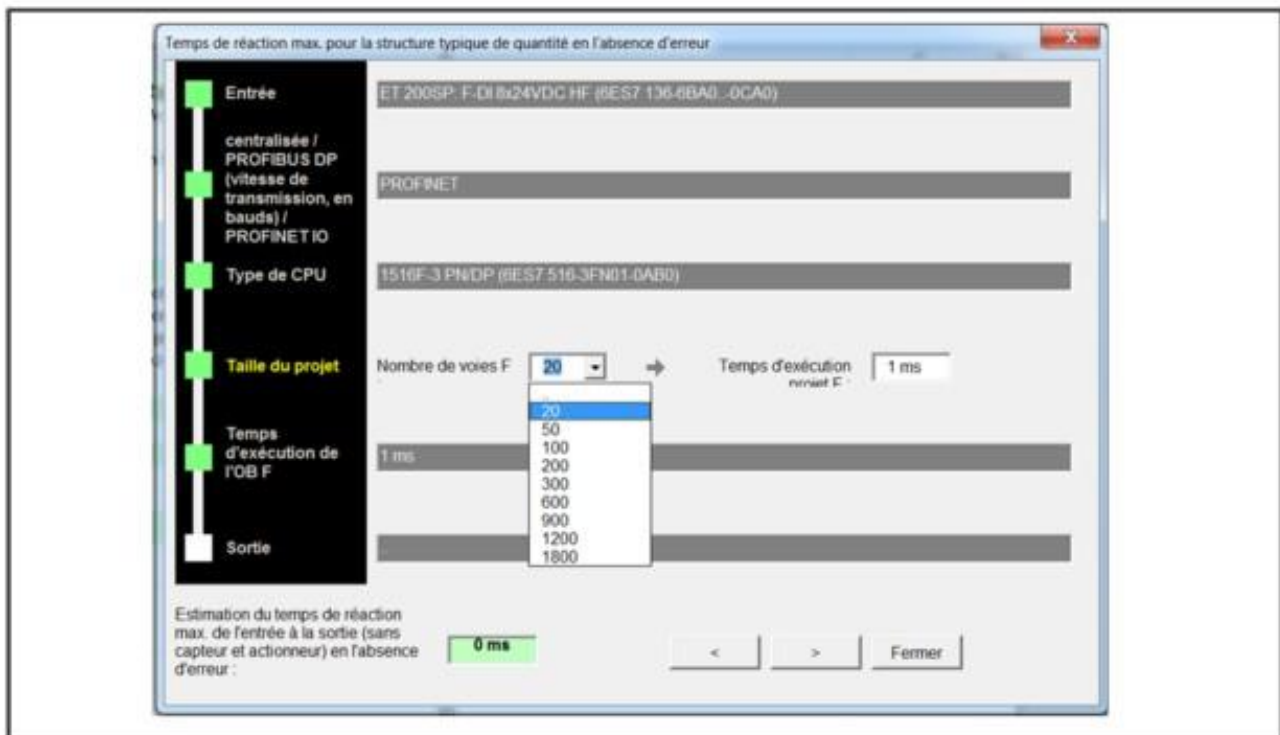 Temps de réaction max. pour la structure typique de quantité en l'absence d'erreur
X
Entrée
ET 200SP: F-DI 8x24VDC HF (6ES7 136-6BA0..-0CA0)
centralisée /
PROFIBUS DP
(vitesse de
transmission, en
bauds) /
PROFINET IO
PROFINET
Type de CPU
1516F-3 PN/DP (6ES7 516-3FN01-0AB0)
Taille du projet
Nombre de voies F
:
20
Temps d'exécution
projet F :
1 ms
20
50
100
200
300
600
900
1200
1800
Temps
d'exécution de
l'OB F
1 ms
Sortie
Estimation du temps de réaction
max. de l'entrée à la sortie (sans
capteur et actionneur) en l'absence
d'erreur :
0 ms
<
>
Fermer